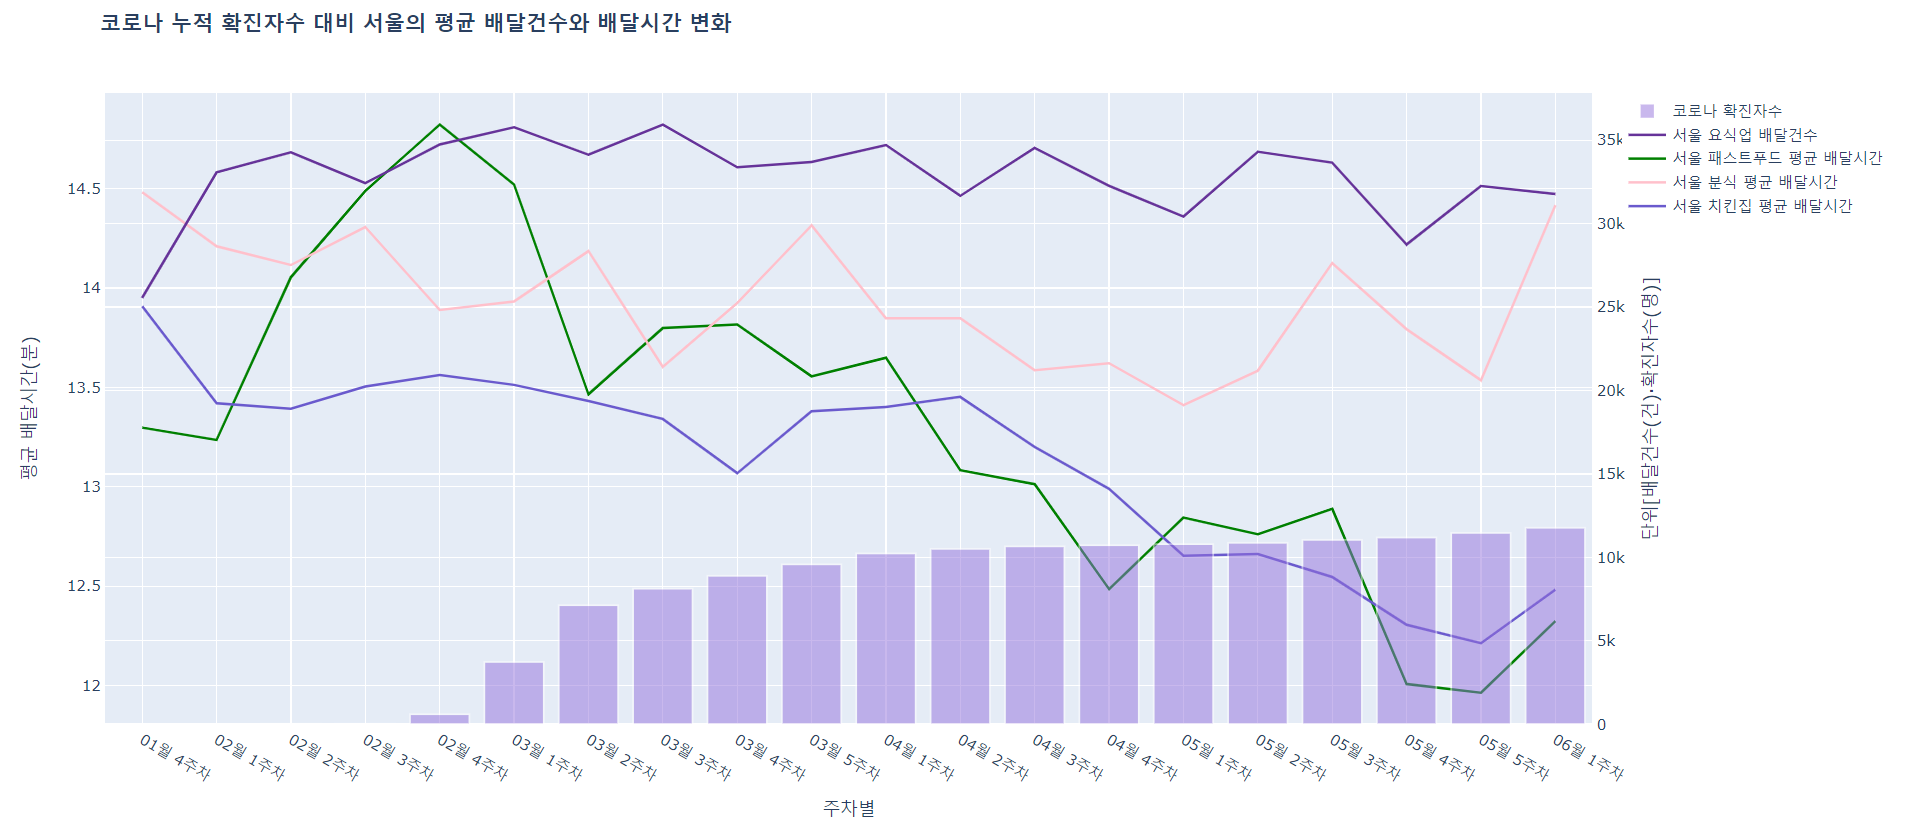 코로나 누적 확진자수 대비 서울의 평균 배달건수와 배달시간 변화
코로나 확진자수
서울 요식업 배달건수
서울 패스트푸드 평균 배달시간
서울 분식 평균 배달시간
서울 치킨집 평균 배달시간
평균 배달시간(분)
14.5
14
13.5
13
12.5
12
35k
30k
25k
20k
15k
10k
5k
0
단위[배달건수(건)·확진자수(명)]
01월 4주차
02월 1주차
02월 2주차
02월 3주차
02월 4주차
03월 1주차
03월 2주차
03월 3주차
03월 4주차
03월 5주차
04월 1주차
04월 2주차
04월 3주차
04월 4주차
05월 1주차
05월 2주차
05월 3주차
05월 4주차
05월 5주차
06월 1주차
주차별